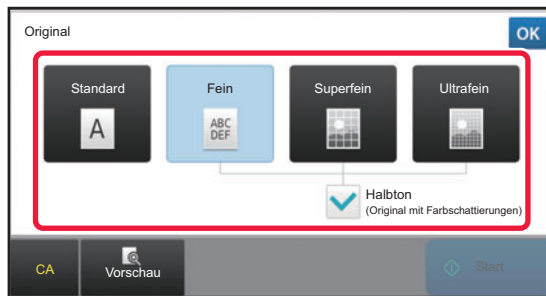 Original
OK
Standard
Fein
Superfein
Ultrafein
A
ABC
DEF
Halbton
(Original mit Farbschattierungen)
CA
Vorschau
Start